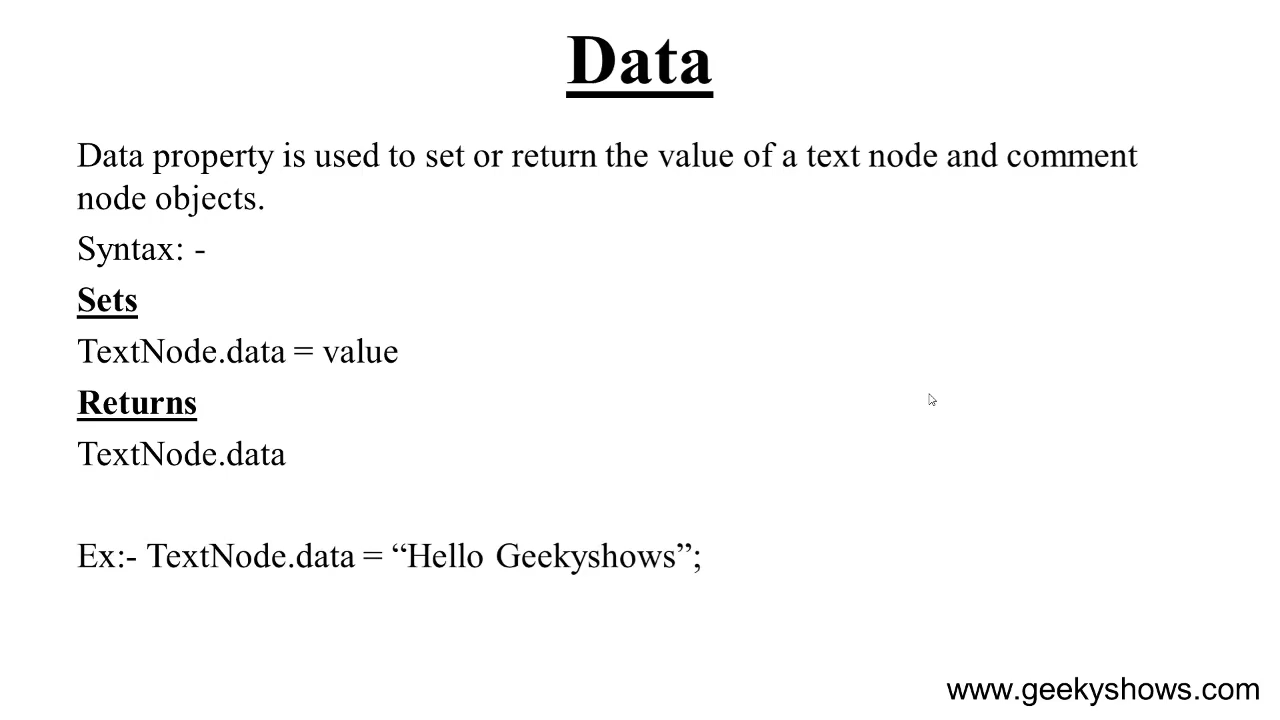 Data
Data property is used to set or return the value of a text node and comment
node objects.
Syntax: -
Sets
TextNode.data = value
Returns
TextNode.data
Ex:- TextNode.data = “Hello Geekyshows”;
www.geekyshows.com